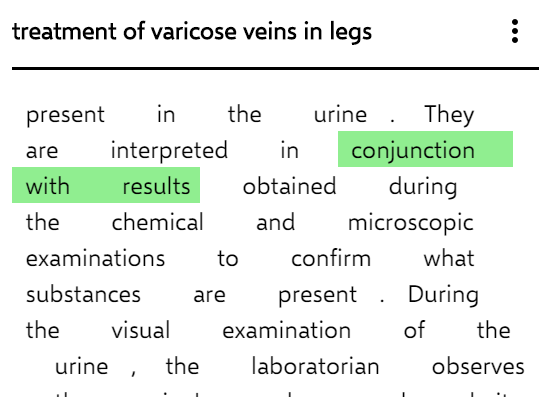 treatment of varicose veins in legs
present in the urine . They
are interpreted in conjunction
with results obtained during
the chemical and microscopic
examinations to confirm what
substances are present . During
the visual examination of the
urine , the laboratorian observes